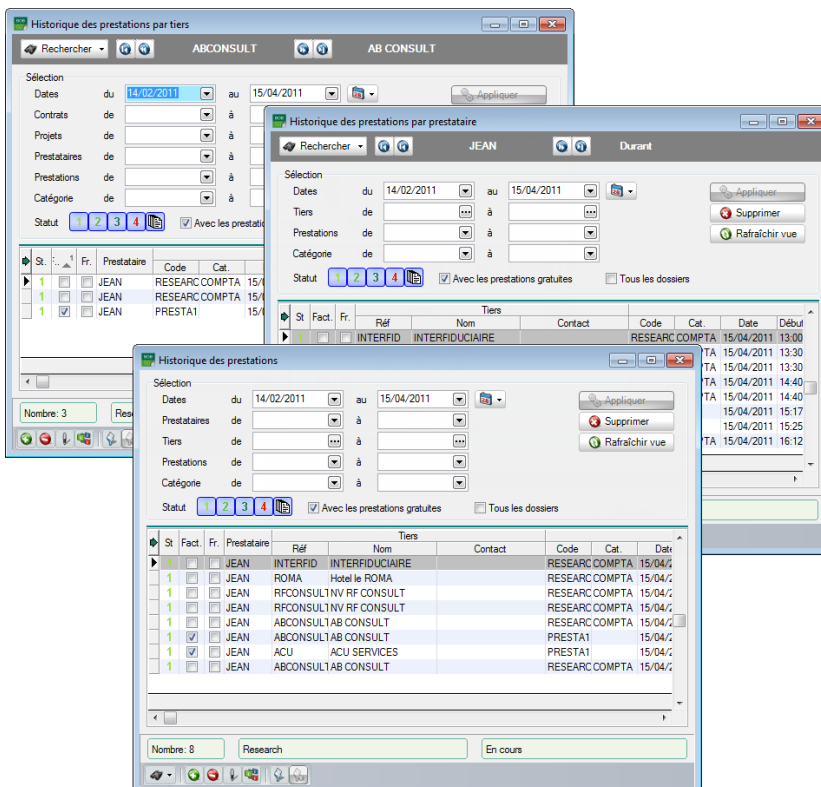 Historique des prestations par tiers
Rechercher ABCONSULT AB CONSULT
Sélection
Dates du 14/02/2011 au 15/04/2011 Appliquer
Contrats de à
Projets de à
Prestataires de à
Prestations de à
Catégorie de à
Statut 1 2 3 4 Avec les prestatio
St. Fr. Prestataire Code Cat.
1 JEAN RESEARC COMPTA 15/0
1 JEAN RESEARC COMPTA 15/0
1 JEAN PRESTA1 15/0
Nombre: 3 Res
Historique des prestations par prestataire
Rechercher JEAN Durant
Sélection
Dates du 14/02/2011 au 15/04/2011 Appliquer
Tiers de à Supprimer
Prestations de à Rafraîchir vue
Catégorie de à
Statut 1 2 3 4 Avec les prestations gratuites Tous les dossiers
Tiers
St Fact. Fr. Réf Nom Contact Code Cat. Date Début
1 INTERFID INTERFIDUCIAIRE RESEARC COMPTA 15/04/2011 13:00
PTA 15/04/2011 13:30
PTA 15/04/2011 13:30
PTA 15/04/2011 14:40
PTA 15/04/2011 14:40
15/04/2011 15:17
15/04/2011 15:25
PTA 15/04/2011 16:12
Historique des prestations
Sélection
Dates du 14/02/2011 au 15/04/2011 Appliquer
Prestataires de à Supprimer
Tiers de à Rafraîchir vue
Prestations de à
Catégorie de à
Statut 1 2 3 4 Avec les prestations gratuites Tous les dossiers
Tiers
St Fact. Fr. Prestataire Réf Nom Contact Code Cat. Date
1 JEAN INTERFID INTERFIDUCIAIRE RESEARC COMPTA 15/04/2
1 JEAN ROMA Hotel le ROMA RESEARC COMPTA 15/04/2
1 JEAN RFCONSULT NV RF CONSULT RESEARC COMPTA 15/04/2
1 JEAN RFCONSULT NV RF CONSULT RESEARC COMPTA 15/04/2
1 JEAN ABCONSULT AB CONSULT RESEARC COMPTA 15/04/2
1 JEAN ABCONSULT AB CONSULT PRESTA1 15/04/2
1 JEAN ACU ACU SERVICES PRESTA1 15/04/2
1 JEAN ABCONSULT AB CONSULT RESEARC COMPTA 15/04/2
Nombre: 8 Research En cours